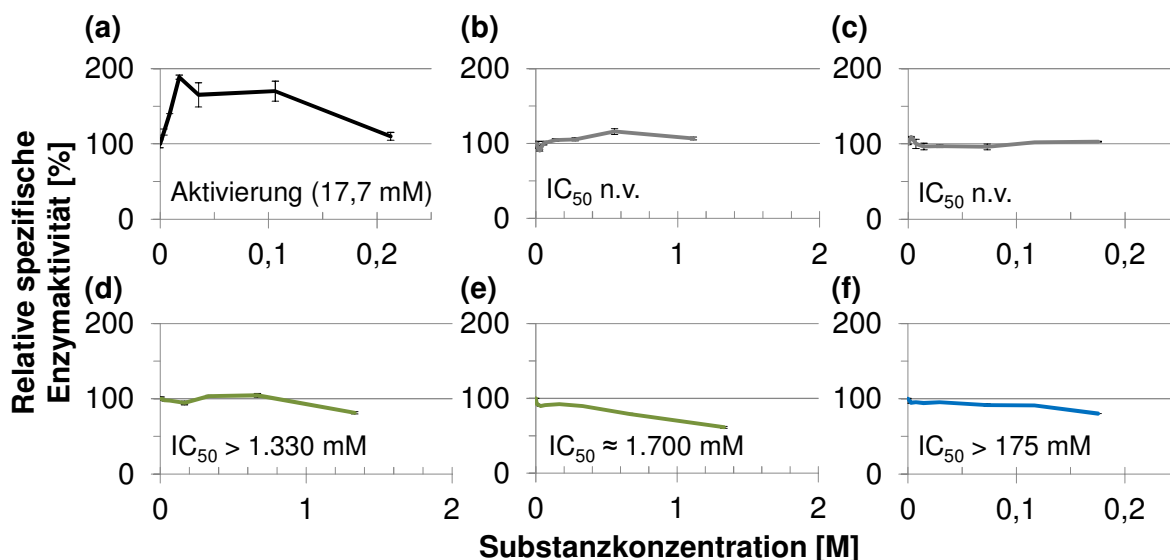 Relative spezifische
Enzymaktivität [%]
(a)
200
100
0
Aktivierung (17,7 mM)
0
0,1
0,2
(b)
200
100
0
IC50 n.v.
0
1
2
(c)
200
100
0
IC50 n.v.
0
0,1
0,2
(d)
200
100
0
IC50 > 1.330 mM
0
1
2
(e)
200
100
0
IC50 ≈ 1.700 mM
0
1
2
(f)
200
100
0
IC50 > 175 mM
0
0,1
0,2
Substanzkonzentration [M]